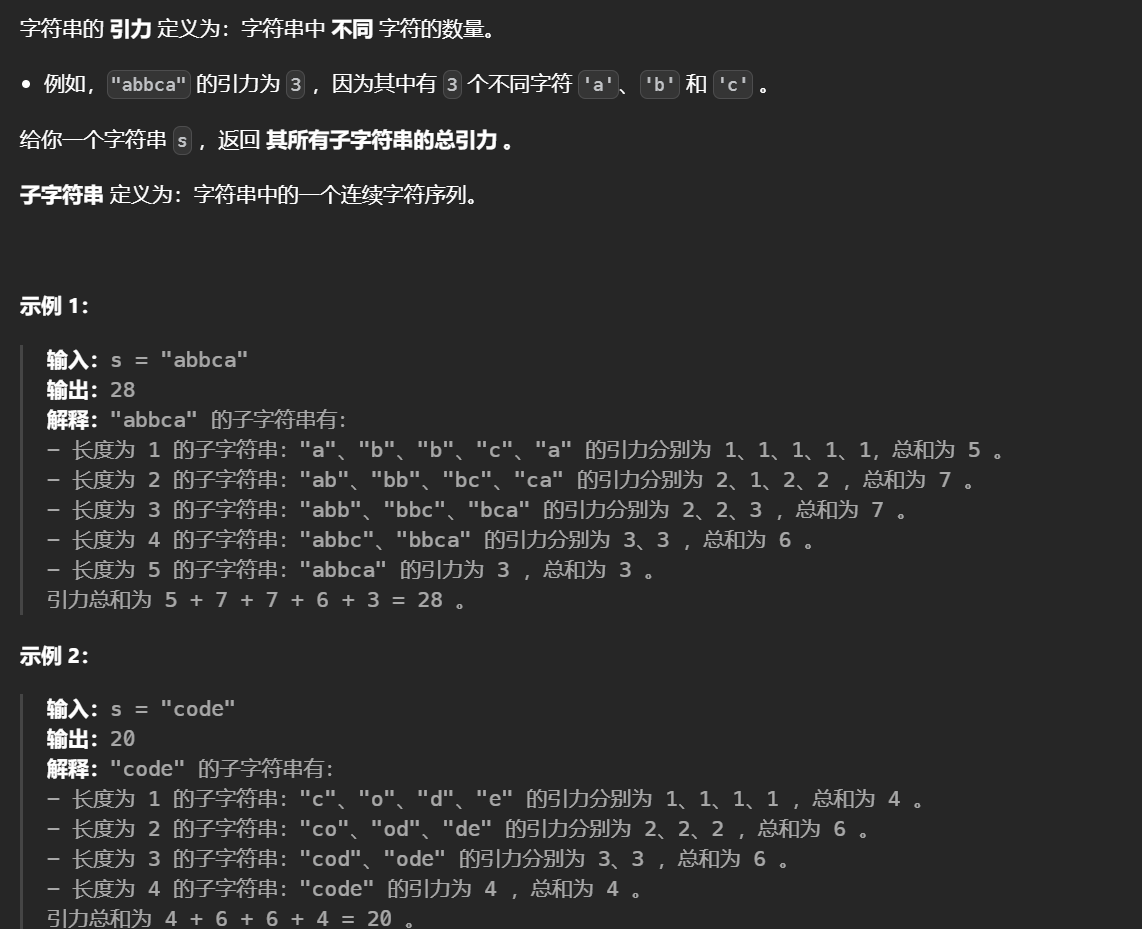 字符串的 引力 定义为：字符串中 不同 字符的数量。
• 例如，"abbca" 的引力为 3 ，因为其中有 3 个不同字符 'a'、'b' 和 'c' 。
给你一个字符串 s ，返回 其所有子字符串的总引力 。
子字符串 定义为：字符串中的一个连续字符序列。
示例 1：
输入：s = "abbca"
输出：28
解释："abbca" 的子字符串有：
- 长度为 1 的子字符串："a"、"b"、"b"、"c"、"a" 的引力分别为 1、1、1、1、1，总和为 5 。
- 长度为 2 的子字符串："ab"、"bb"、"bc"、"ca" 的引力分别为 2、1、2、2 ，总和为 7 。
- 长度为 3 的子字符串："abb"、"bbc"、"bca" 的引力分别为 2、2、3 ，总和为 7 。
- 长度为 4 的子字符串："abbc"、"bbca" 的引力分别为 3、3 ，总和为 6 。
- 长度为 5 的子字符串："abbca" 的引力为 3 ，总和为 3 。
引力总和为 5 + 7 + 7 + 6 + 3 = 28 。
示例 2：
输入：s = "code"
输出：20
解释："code" 的子字符串有：
- 长度为 1 的子字符串："c"、"o"、"d"、"e" 的引力分别为 1、1、1、1 ，总和为 4 。
- 长度为 2 的子字符串："co"、"od"、"de" 的引力分别为 2、2、2 ，总和为 6 。
- 长度为 3 的子字符串："cod"、"ode" 的引力分别为 3、3 ，总和为 6 。
- 长度为 4 的子字符串："code" 的引力为 4 ，总和为 4 。
引力总和为 4 + 6 + 6 + 4 = 20 。